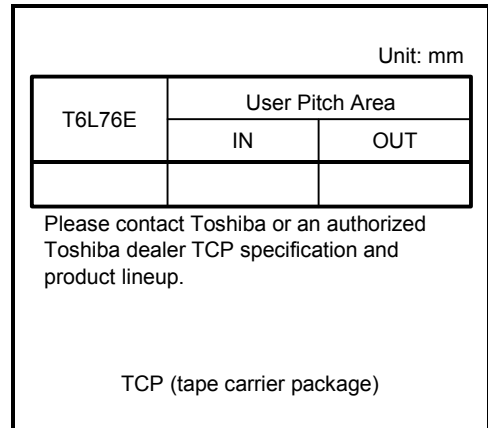 Unit: mm
T6L76E
User Pitch Area
IN
OUT
Please contact Toshiba or an authorized
Toshiba dealer TCP specification and
product lineup.
TCP (tape carrier package)